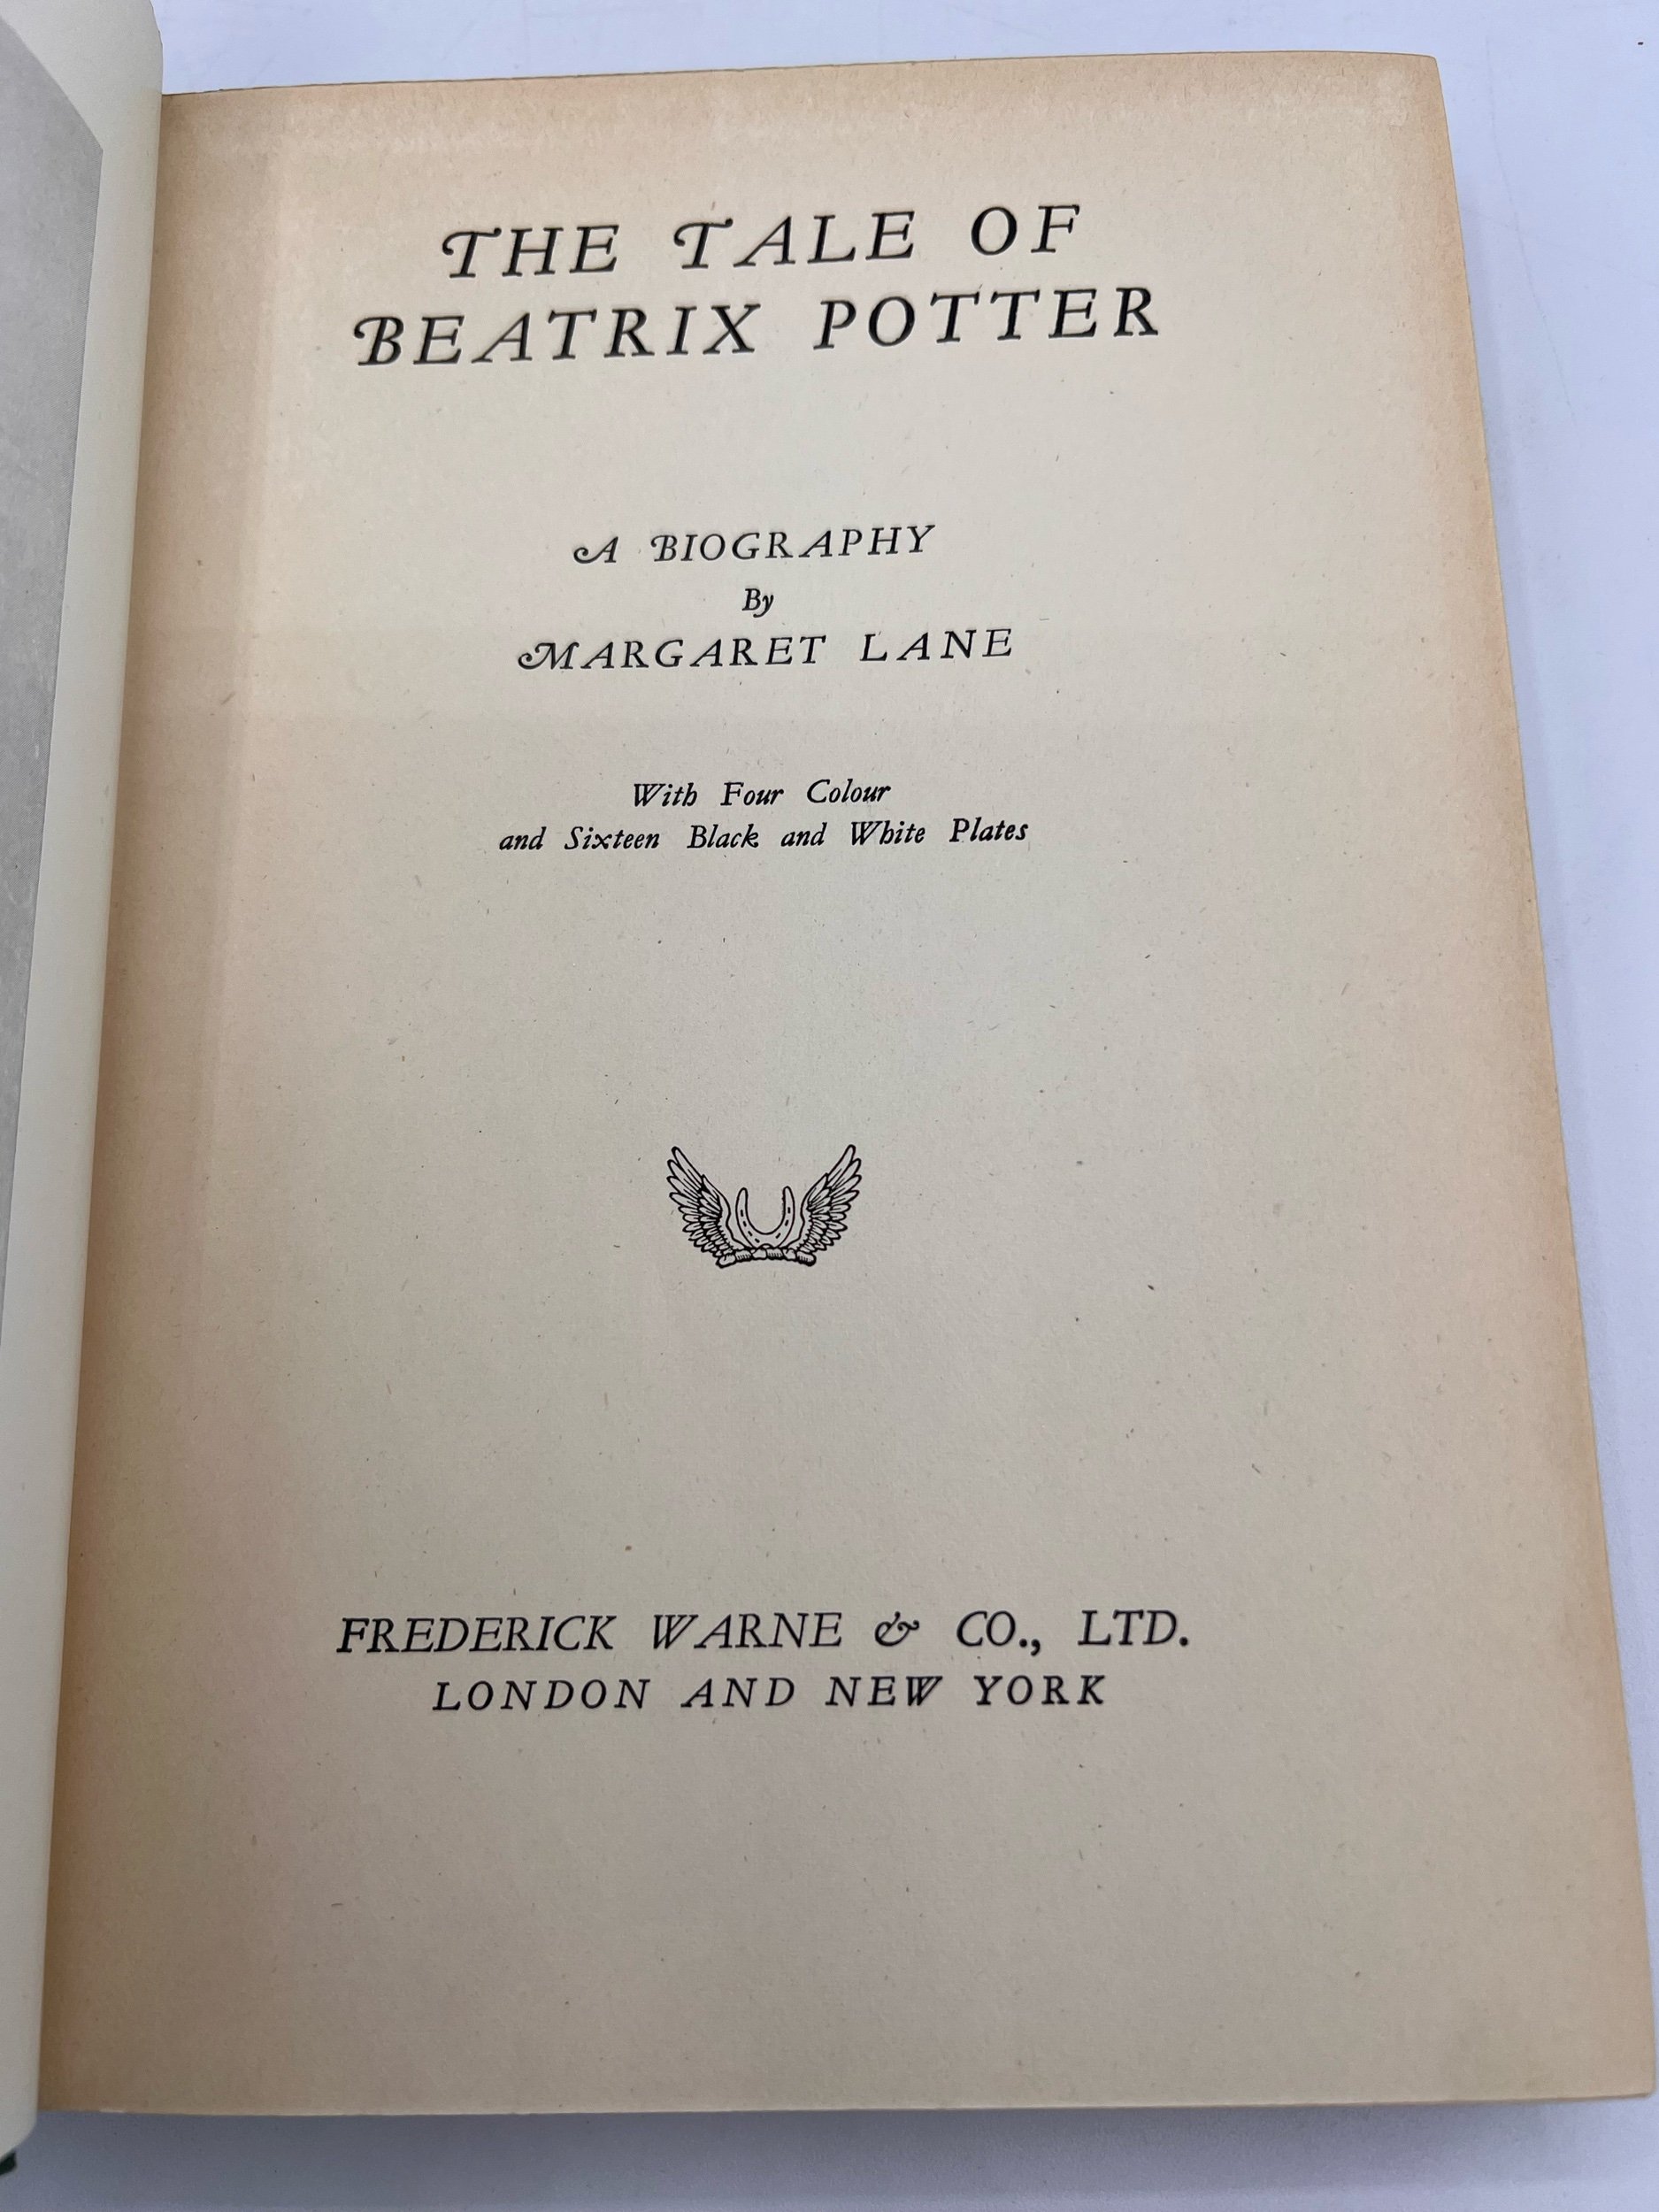 THE TALE OF
BEATRIX POTTER
A BIOGRAPHY
By
MARGARET LANE
With Four Colour
and Sixteen Black and White Plates
FREDERICK WARNE & CO., LTD.
LONDON AND NEW YORK